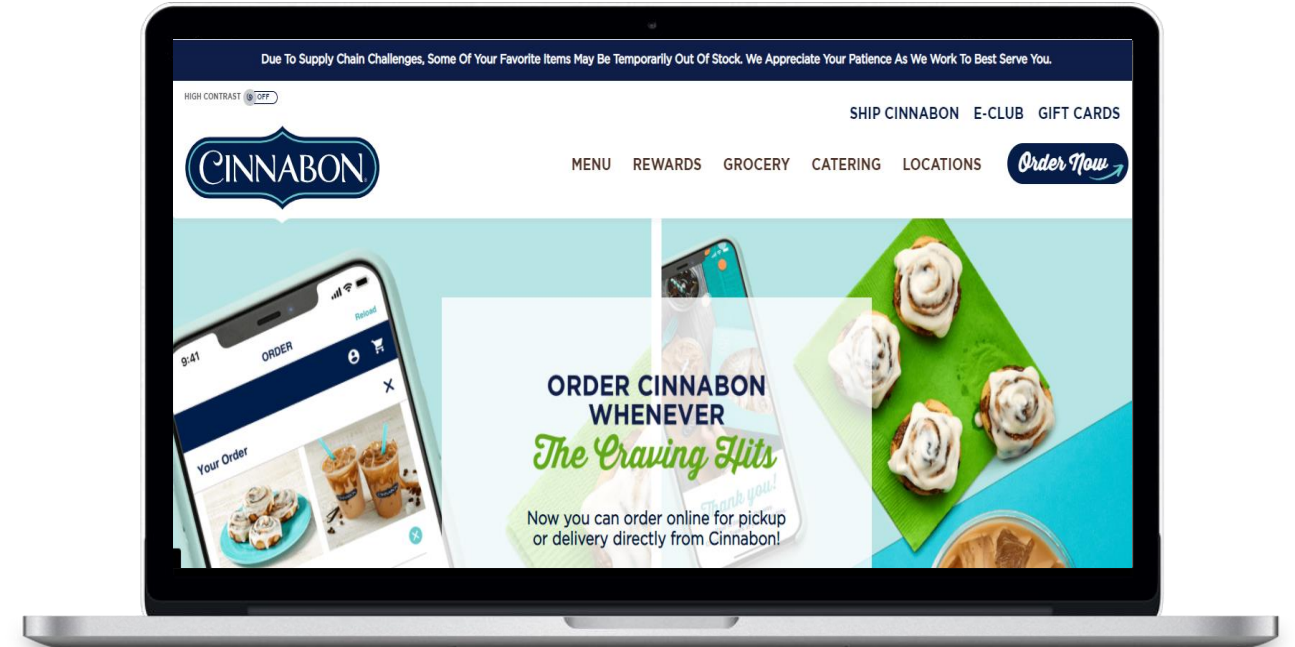 Due To Supply Chain Challenges, Some Of Your Favorite Items May Be Temporarily Out Of Stock. We Appreciate Your Patience As We Work To Best Serve You.
HIGH CONTRAST OFF
SHIP CINNABON E-CLUB GIFT CARDS
CINNABON
MENU REWARDS GROCERY CATERING LOCATIONS Order Now
Reload
9:41 ORDER
Your Order
ORDER CINNABON
WHENEVER
The Craving Hits
Thank you!
Now you can order online for pickup
or delivery directly from Cinnabon!